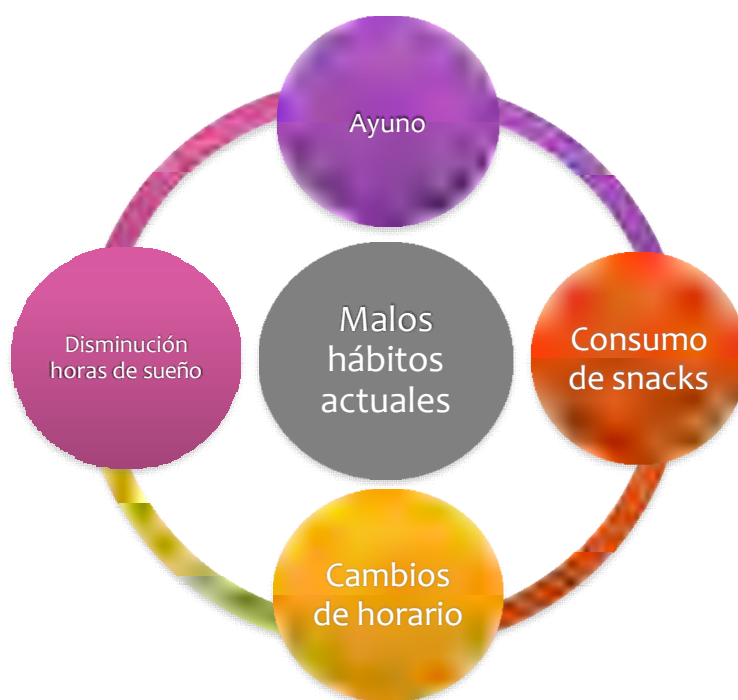 Ayuno
Disminución
horas de sueño
Malos
hábitos
actuales
Consumo
de snacks
Cambios
de horario